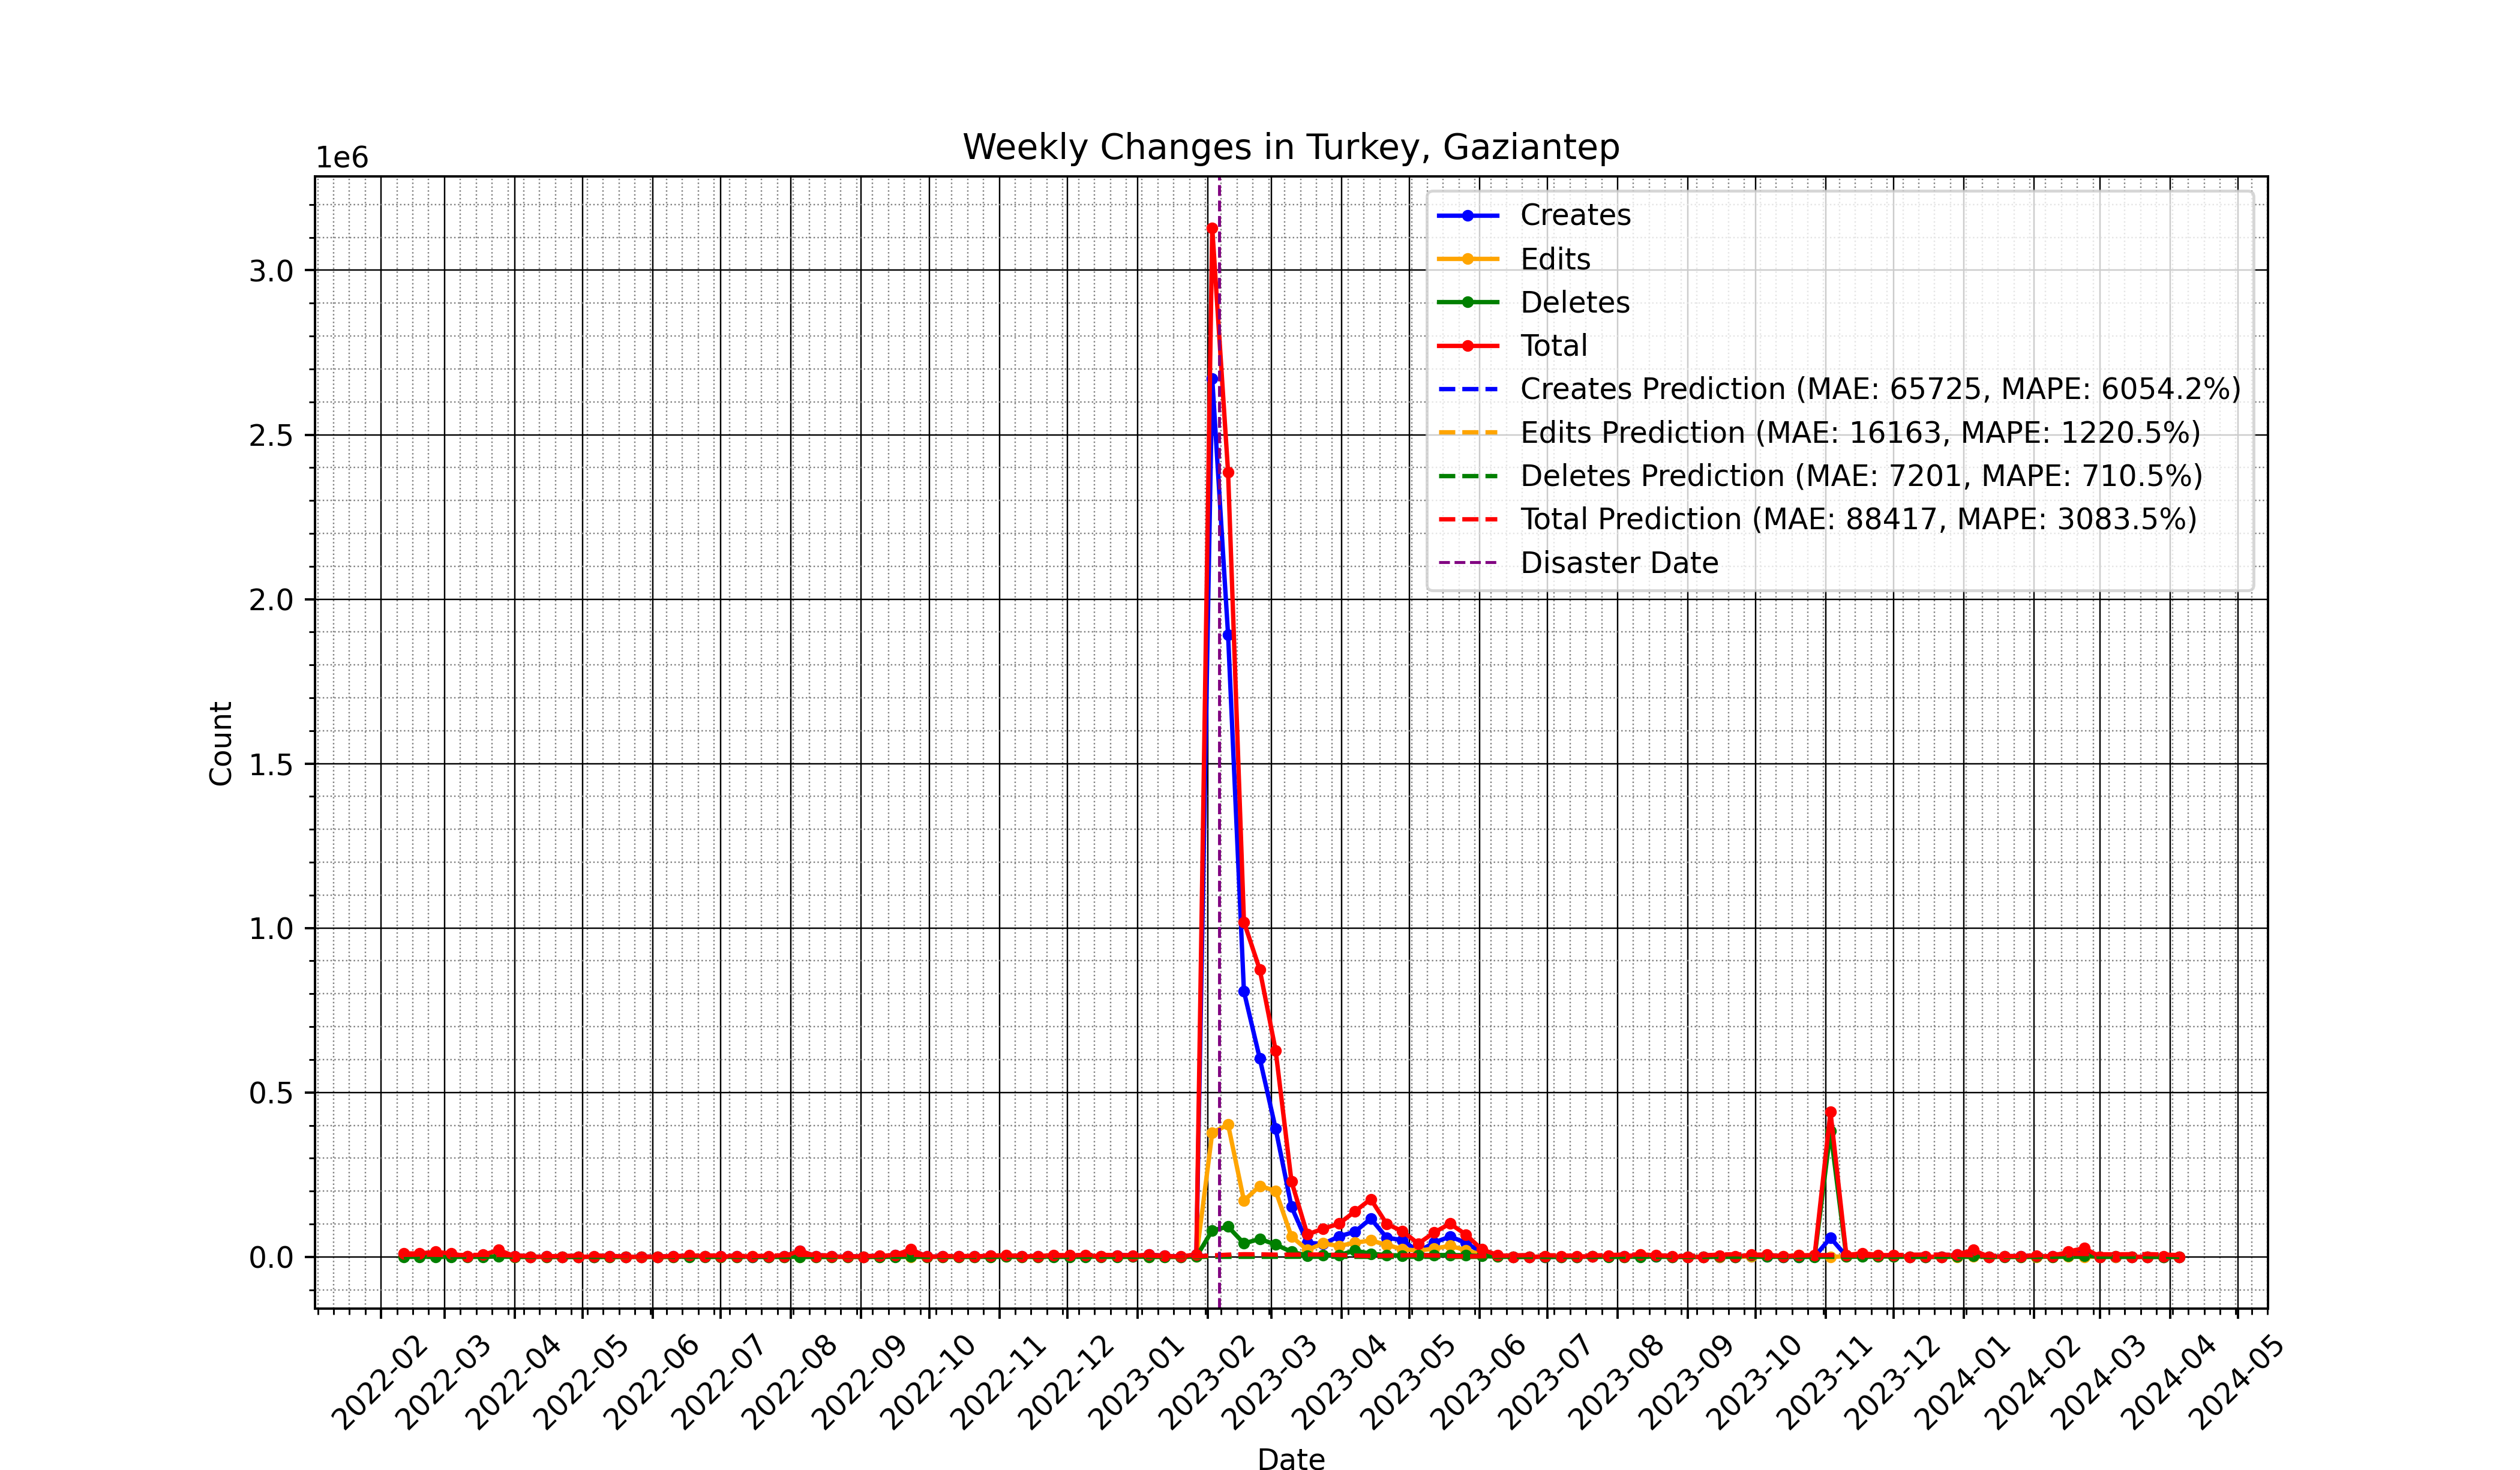 Weekly Changes in Turkey, Gaziantep
1e6
3.0
2.5
2.0
1.5
1.0
0.5
0.0
Count
Creates
Edits
Deletes
Total
Creates Prediction (MAE: 65725, MAPE: 6054.2%)
Edits Prediction (MAE: 16163, MAPE: 1220.5%)
Deletes Prediction (MAE: 7201, MAPE: 710.5%)
Total Prediction (MAE: 88417, MAPE: 3083.5%)
Disaster Date
2022-02
2022-03
2022-04
2022-05
2022-06
2022-07
2022-08
2022-09
2022-10
2022-11
2022-12
2023-01
2023-02
2023-03
2023-04
2023-05
2023-06
2023-07
2023-08
2023-09
2023-10
2023-11
2023-12
2024-01
2024-02
2024-03
2024-04
2024-05
Date